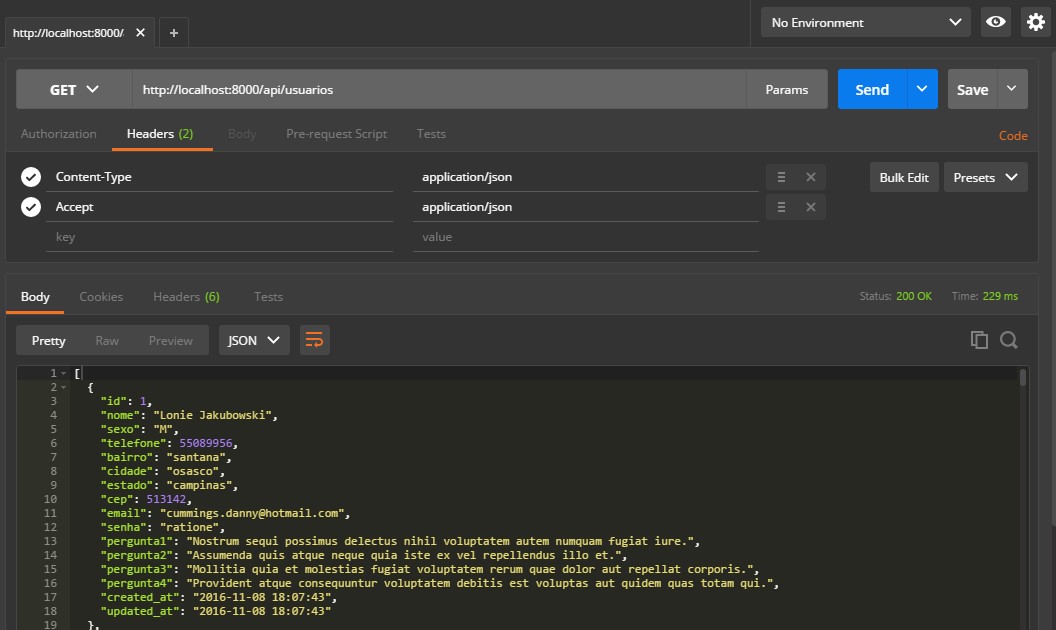 http://localhost:8000/
No Environment
GET http://localhost:8000/api/usuarios Params Send Save
Authorization Headers (2) Body Pre-request Script Tests Code
Content-Type application/json Bulk Edit Presets
Accept application/json
key value
Body Cookies Headers (6) Tests Status: 200 OK Time: 229 ms
Pretty Raw Preview JSON
1 [
2 {
3 "id": 1,
4 "nome": "Lonie Jakubowski",
5 "sexo": "M",
6 "telefone": 55089956,
7 "bairro": "santana",
8 "cidade": "osasco",
9 "estado": "campinas",
10 "cep": 513142,
11 "email": "cummings.danny@hotmail.com",
12 "senha": "ratione",
13 "pergunta1": "Nostrum sequi possimus delectus nihil voluptatem autem numquam fugiat iure.",
14 "pergunta2": "Assumenda quis atque neque quia iste ex vel repellendus illo et.",
15 "pergunta3": "Mollitia quia et molestias fugiat voluptatem rerum quae dolor aut repellat corporis.",
16 "pergunta4": "Provident atque consequuntur voluptatem debitis est voluptas aut quidem quas totam qui.",
17 "created_at": "2016-11-08 18:07:43",
18 "updated_at": "2016-11-08 18:07:43"
19 },